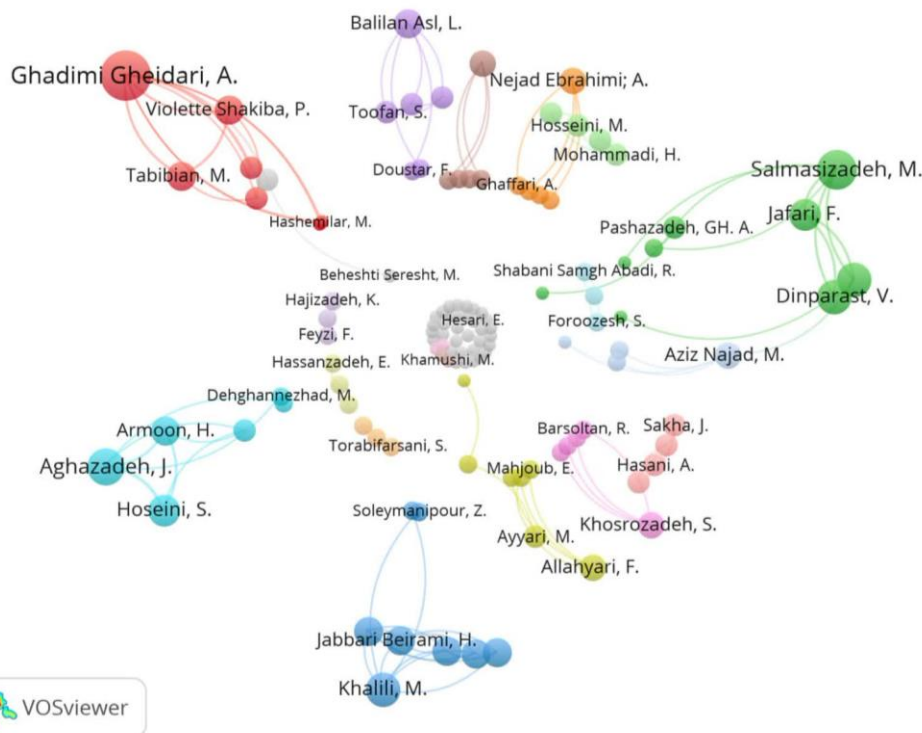 Balilan Asl, L.
Ghadimi Gheidari, A.
Nejad Ebrahimi; A.
Violette Shakiba, P.
Toofan, S.
Hosseini, M.
Mohammadi, H.
Doustar, F.
Salmasizadeh, M.
Tabibian, M.
Ghaffari, A.
Jafari, F.
Hashemilar, M.
Pashazadeh, GH. A.
Beheshti Seresht, M.
Shabani Samgh Abadi, R.
Hajizadeh, K.
Dinparast, V.
Hesari, E.
Foroozesh, S.
Feyzi, F.
Hassanzadeh, E.
Khamushi, M.
Aziz Najad, M.
Dehghannezhad, M.
Armoon, H.
Barsoltan, R.
Sakha, J.
Torabifarsani, S.
Aghazadeh, J.
Mahjoub, E.
Hasani, A.
Hoseini, S.
Soleymanipour, Z.
Khosrozadeh, S.
Ayyari, M.
Allahyari, F.
Jabbari Beirami, H.
Khalili, M.
VOSviewer